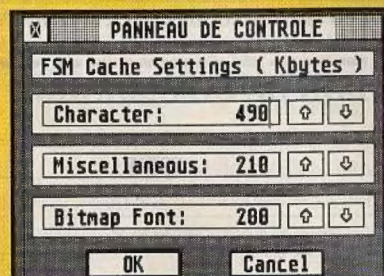 PANNEAU DE CONTROLE
FSM Cache Settings ( Kbytes )
Character: 490
Miscellaneous: 210
Bitmap Font: 200
OK Cancel